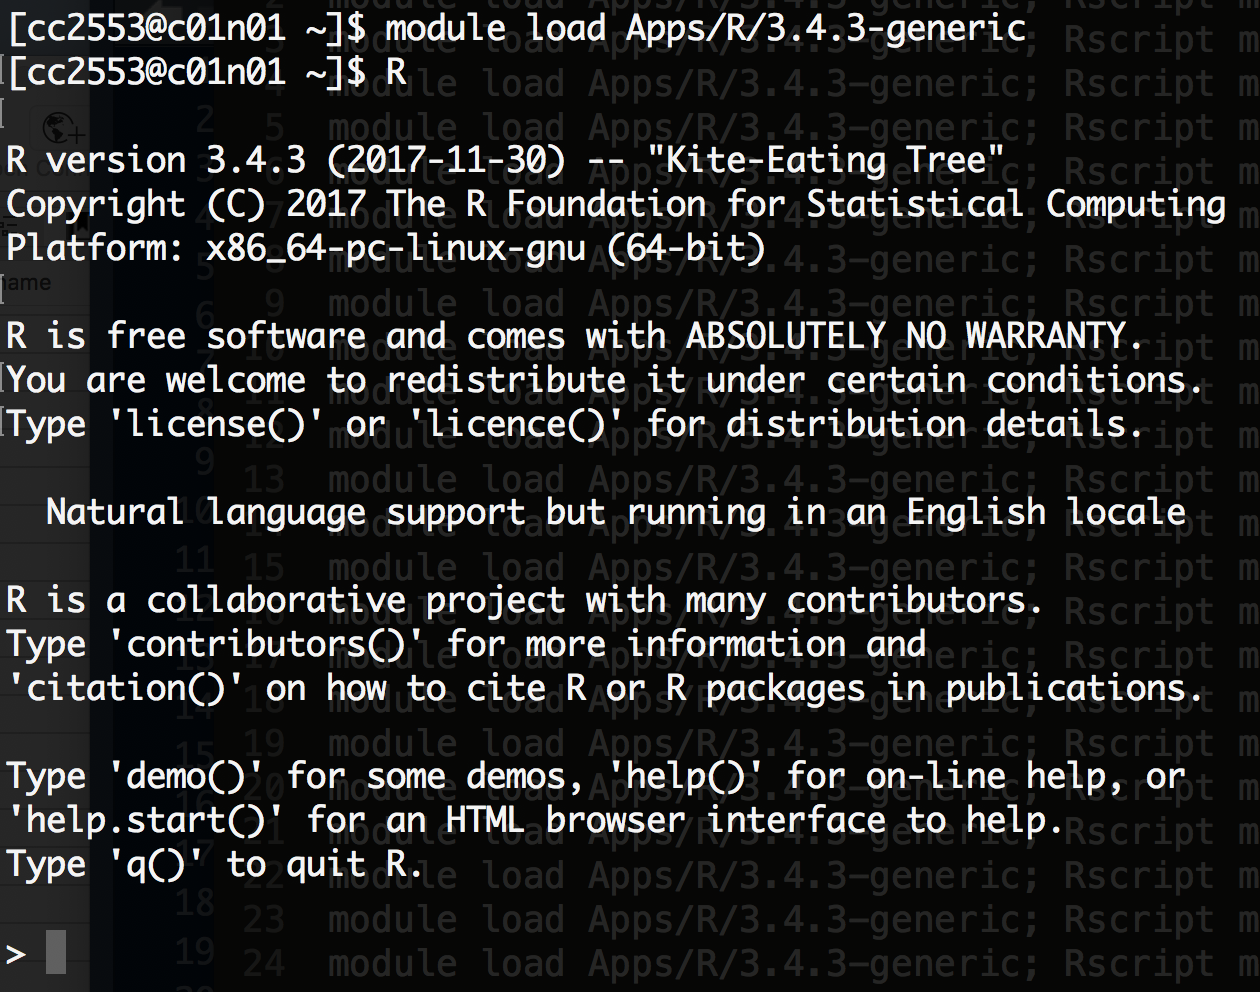 [cc2553@c01n01 ~]$ module load Apps/R/3.4.3-generic
[cc2553@c01n01 ~]$ R
R version 3.4.3 (2017-11-30) -- "Kite-Eating Tree"
Copyright (C) 2017 The R Foundation for Statistical Computing
Platform: x86_64-pc-linux-gnu (64-bit)
R is free software and comes with ABSOLUTELY NO WARRANTY.
You are welcome to redistribute it under certain conditions.
Type 'license()' or 'licence()' for distribution details.
Natural language support but running in an English locale
R is a collaborative project with many contributors.
Type 'contributors()' for more information and
'citation()' on how to cite R or R packages in publications.
Type 'demo()' for some demos, 'help()' for on-line help, or
'help.start()' for an HTML browser interface to help.
Type 'q()' to quit R.
>